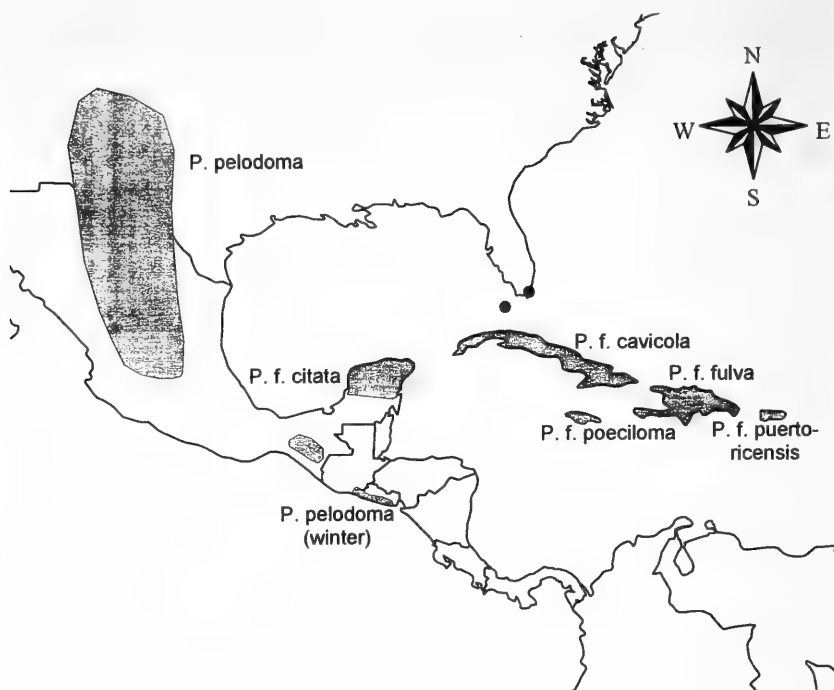 N
W E
S
P. pelodoma
P. f. cavicola
P. f. citata
P. f. fulva
P. f. poeciloma
P. f. puerto-
ricensis
P. pelodoma
(winter)